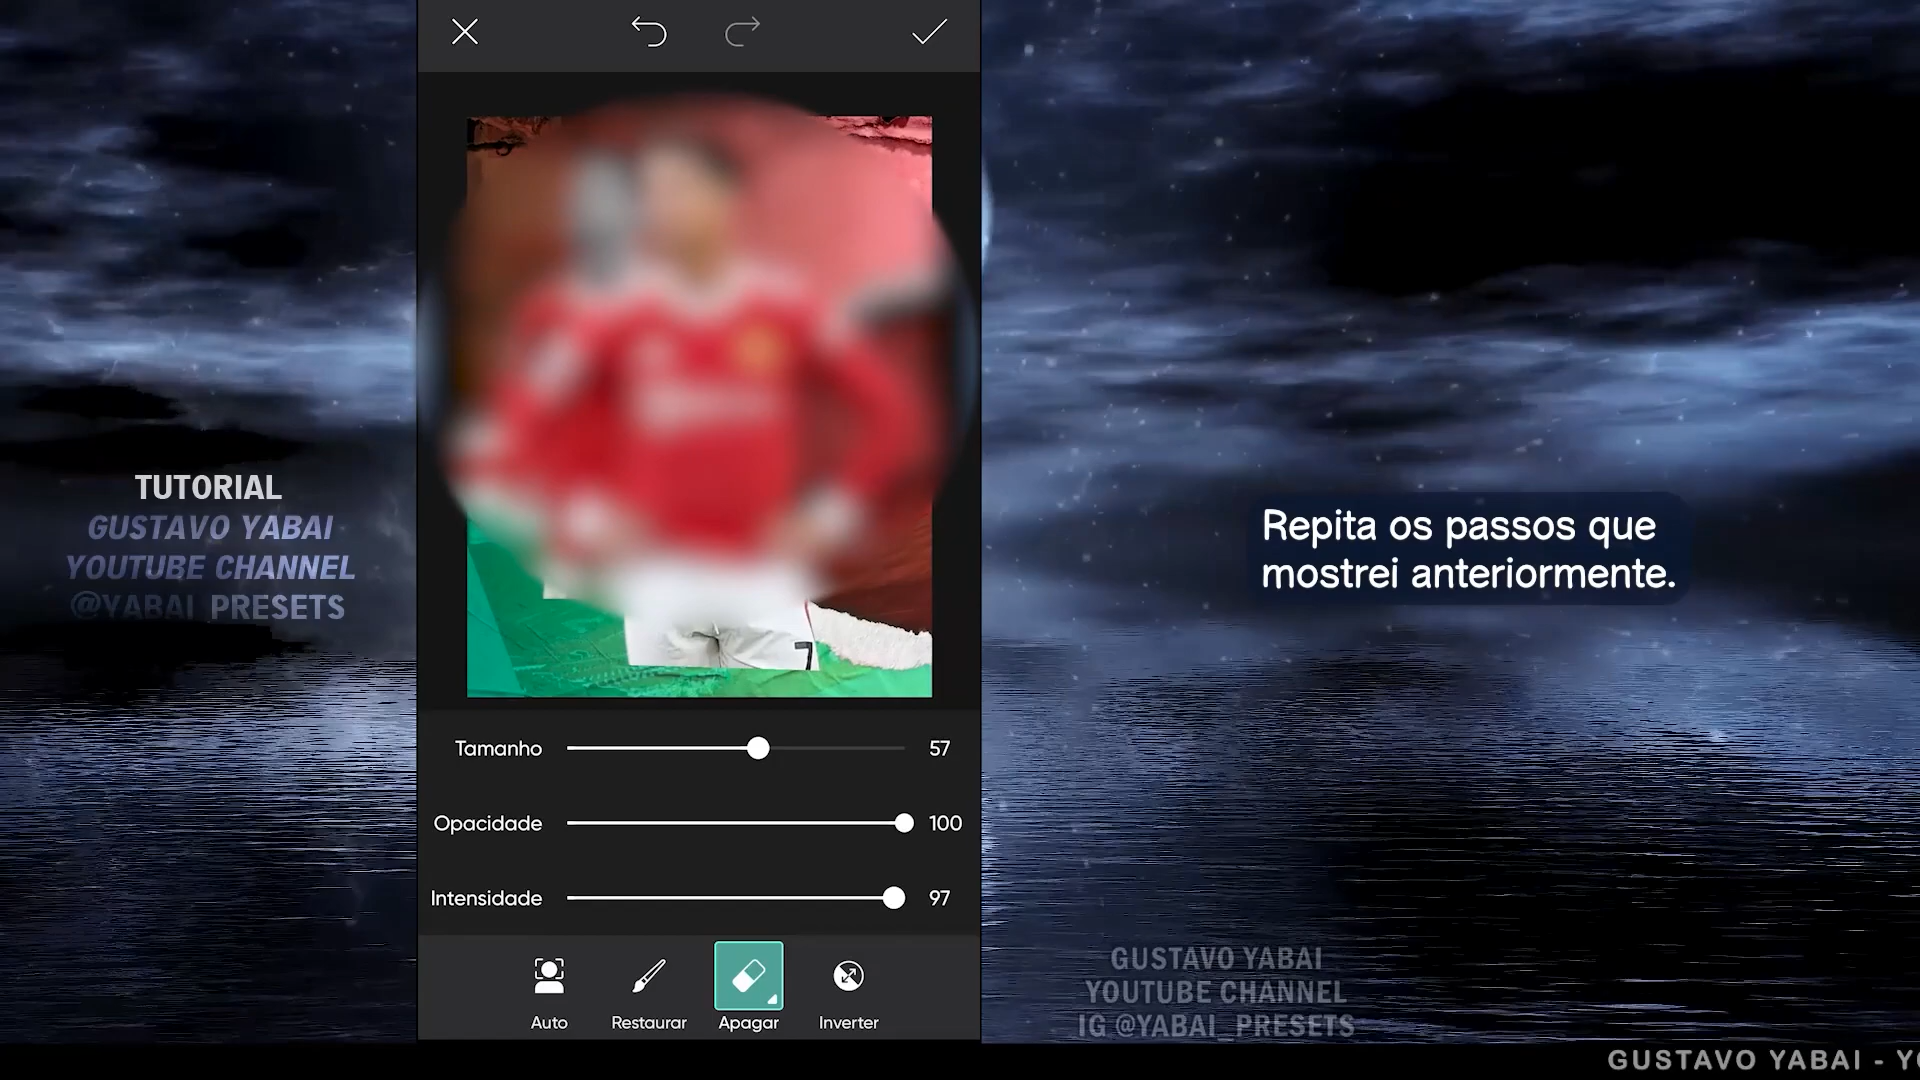 TUTORIAL
GUSTAVO YABAI
YOUTUBE CHANNEL
@YABAI_PRESETS
Tamanho 57
Opacidade 100
Intensidade 97
Auto Restaurar Apagar Inverter
Repita os passos que
mostrei anteriormente.
GUSTAVO YABAI
YOUTUBE CHANNEL
IG @YABAI_PRESETS
GUSTAVO YABAI -